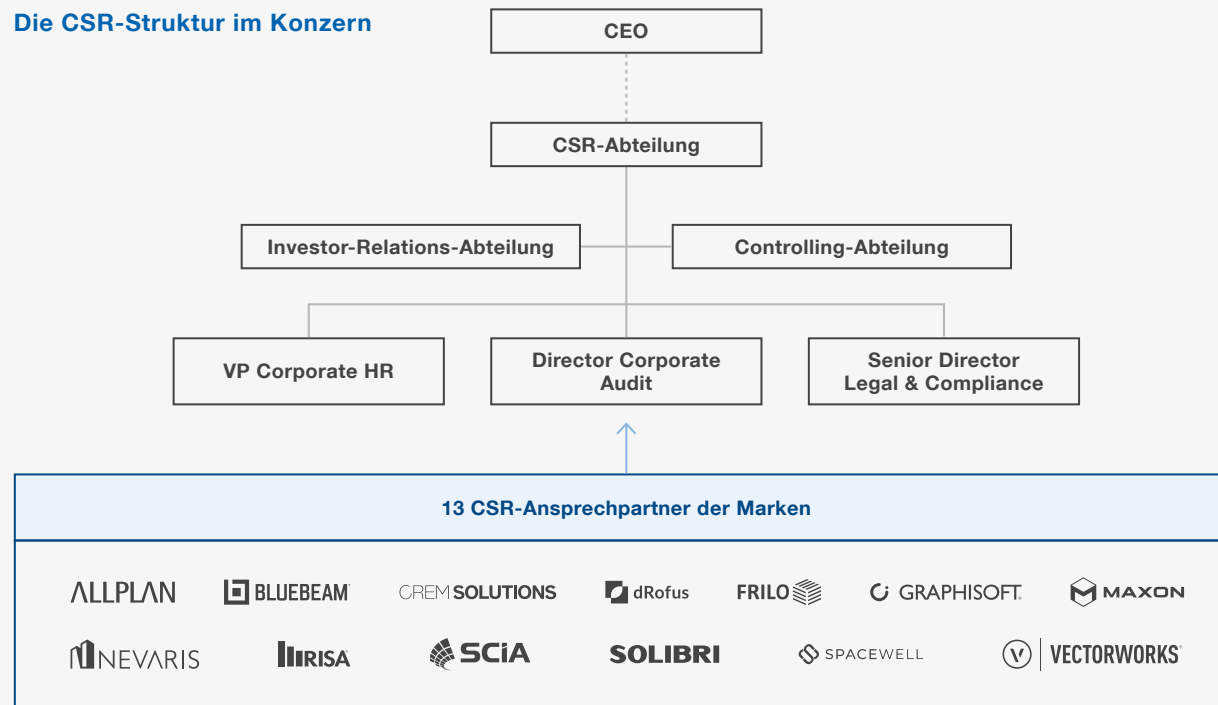 Die CSR-Struktur im Konzern
CEO
CSR-Abteilung
Investor-Relations-Abteilung
Controlling-Abteilung
VP Corporate HR
Director Corporate
Audit
Senior Director
Legal & Compliance
13 CSR-Ansprechpartner der Marken
ALLPLAN
BLUEBEAM
CREM SOLUTIONS
dRofus
FRILO
GRAPHISOFT
MAXON
NEVARIS
RISA
SCiA
SOLIBRI
SPACEWELL
V VECTORWORKS